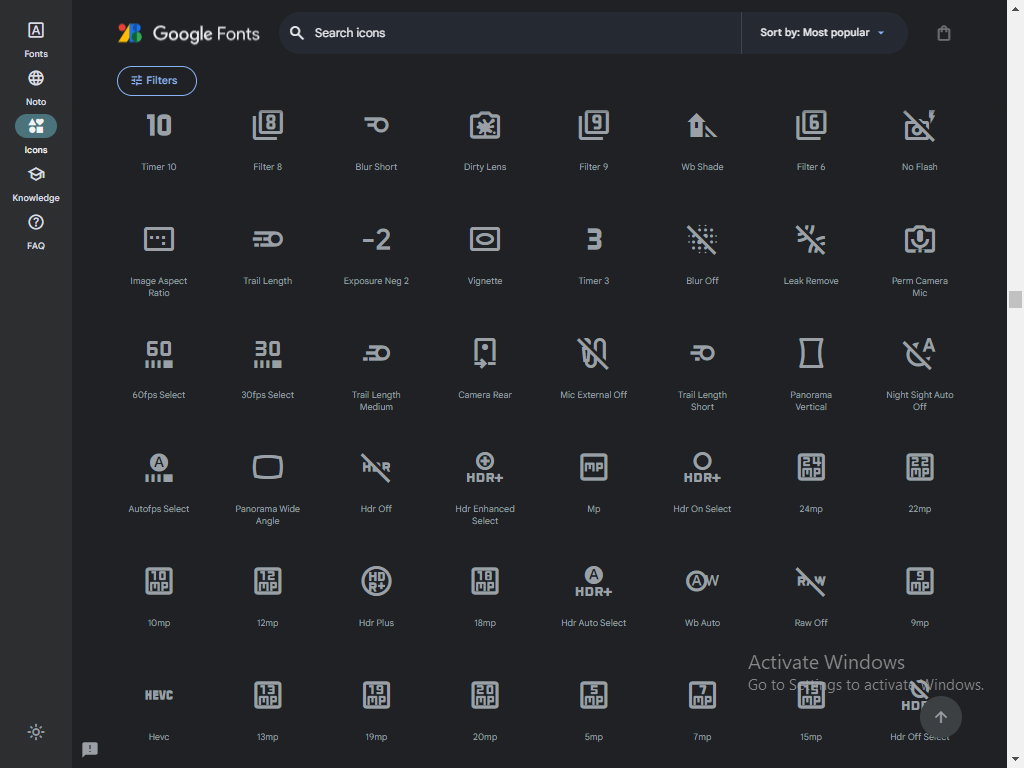 Google Fonts
Search icons
Sort by: Most popular
Fonts
Noto
Icons
Knowledge
FAQ
Filters
10
8
9
6
Timer 10
Filter 8
Blur Short
Dirty Lens
Filter 9
Wb Shade
Filter 6
No Flash
-2
3
Image Aspect
Ratio
Trail Length
Exposure Neg 2
Vignette
Timer 3
Blur Off
Leak Remove
Perm Camera
Mic
60
30
A
60fps Select
30fps Select
Trail Length
Medium
Camera Rear
Mic External Off
Trail Length
Short
Panorama
Vertical
Night Sight Auto
Off
A
HDR
HDR+
MP
HDR+
24 MP
22 MP
Autofps Select
Panorama Wide
Angle
Hdr Off
Hdr Enhanced
Select
Mp
Hdr On Select
24mp
22mp
10 MP
12 MP
HDR+
18 MP
A HDR+
AW
RAW
9 MP
10mp
12mp
Hdr Plus
18mp
Hdr Auto Select
Wb Auto
Raw Off
9mp
Activate Windows
Go to Settings to activate Windows.
HEVC
13 MP
19 MP
20 MP
5 MP
7 MP
15 MP
HDR
Hevc
13mp
19mp
20mp
5mp
7mp
15mp
Hdr Off Select